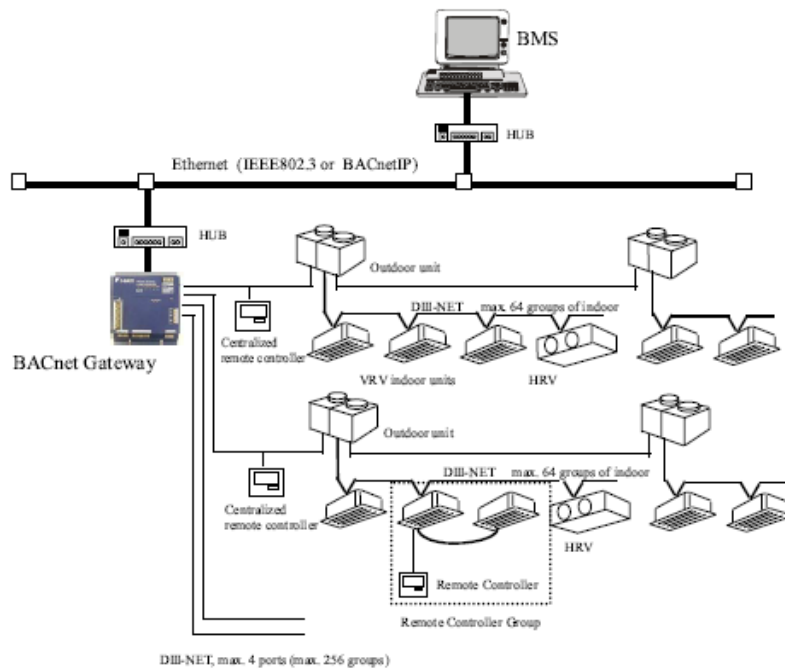 BMS
HUB
Ethernet (IEEE802.3 or BACnetIP)
HUB
Outdoor unit
DIII-NET max. 64 groups of indoor
Centralized
remote controller
BACnet Gateway
VRV indoor units
HRV
Outdoor unit
DIII-NET max. 64 groups of indoor
Centralized
remote controller
HRV
Remote Controller
Remote Controller Group
DIII-NET, max. 4 ports (max. 256 groups)